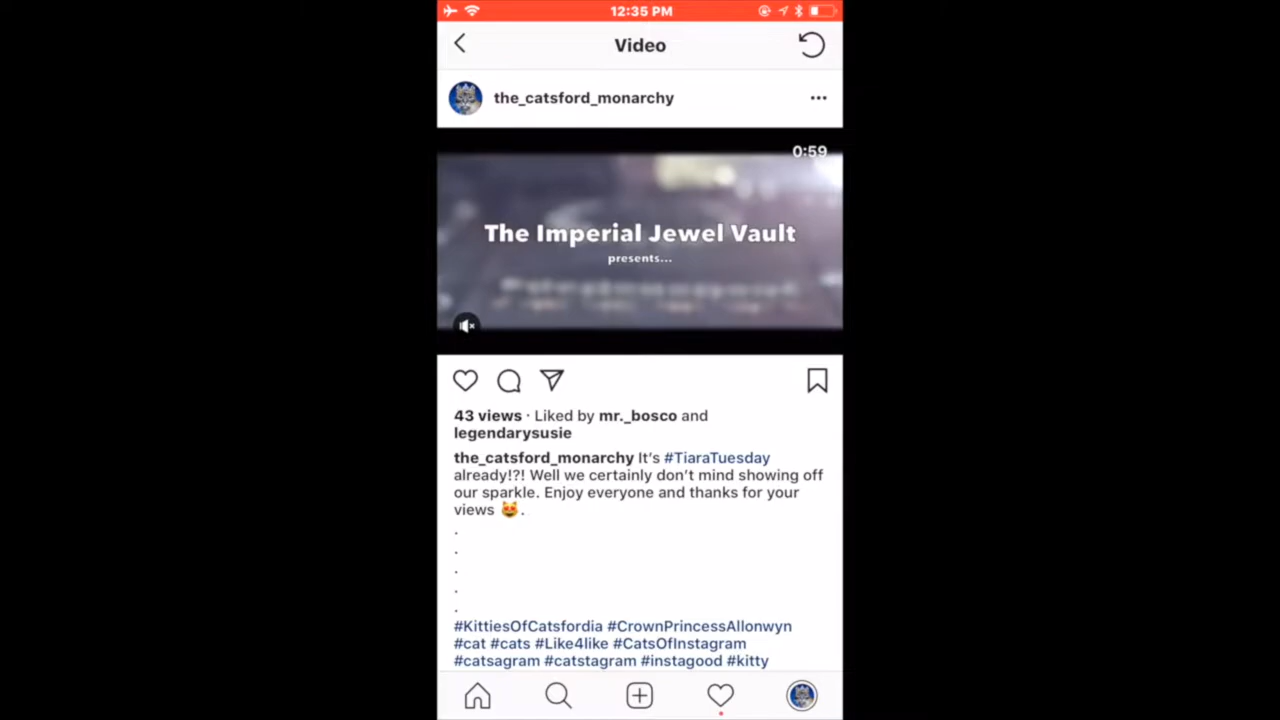 12:35 PM
Video
the_catsford_monarchy
0:59
The Imperial Jewel Vault
presents...
43 views · Liked by mr._bosco and
legendarysusie
the_catsford_monarchy It's #TiaraTuesday
already!?! Well we certainly don't mind showing off
our sparkle. Enjoy everyone and thanks for your
views 😻.
.
.
.
.
.
#KittiesOfCatsfordia #CrownPrincessAllonwyn
#cat #cats #Like4like #CatsOfInstagram
#catsagram #catstagram #instagood #kitty